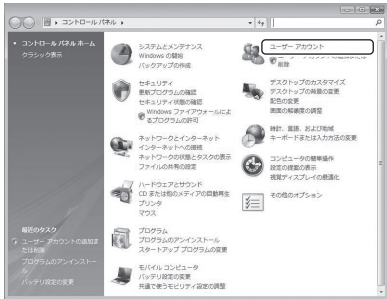 コントロール パネル
コントロール パネル ホーム
クラシック表示
システムとメンテナンス
Windows の開始
バックアップの作成
セキュリティ
更新プログラムの確認
セキュリティ状態の確認
Windows ファイアウォールによ
るプログラムの許可
ネットワークとインターネット
インターネットへの接続
ネットワークの状態とタスクの表示
ファイルの共有の設定
ハードウェアとサウンド
CD または他のメディアの自動再生
プリンタ
マウス
プログラム
プログラムのアンインストール
スタートアップ プログラムの変更
モバイル コンピュータ
バッテリ設定の変更
共通で使うモビリティ設定の調整
ユーザー アカウント
削除
デスクトップのカスタマイズ
デスクトップの背景の変更
配色の変更
画面の解像度の調整
時計、言語、および地域
キーボードまたは入力方法の変更
コンピュータの簡単操作
設定の提案の表示
視覚ディスプレイの最適化
その他のオプション
最近のタスク
ユーザー アカウントの追加ま
たは削除
プログラムのアンインストー
ル
バッテリ設定の変更